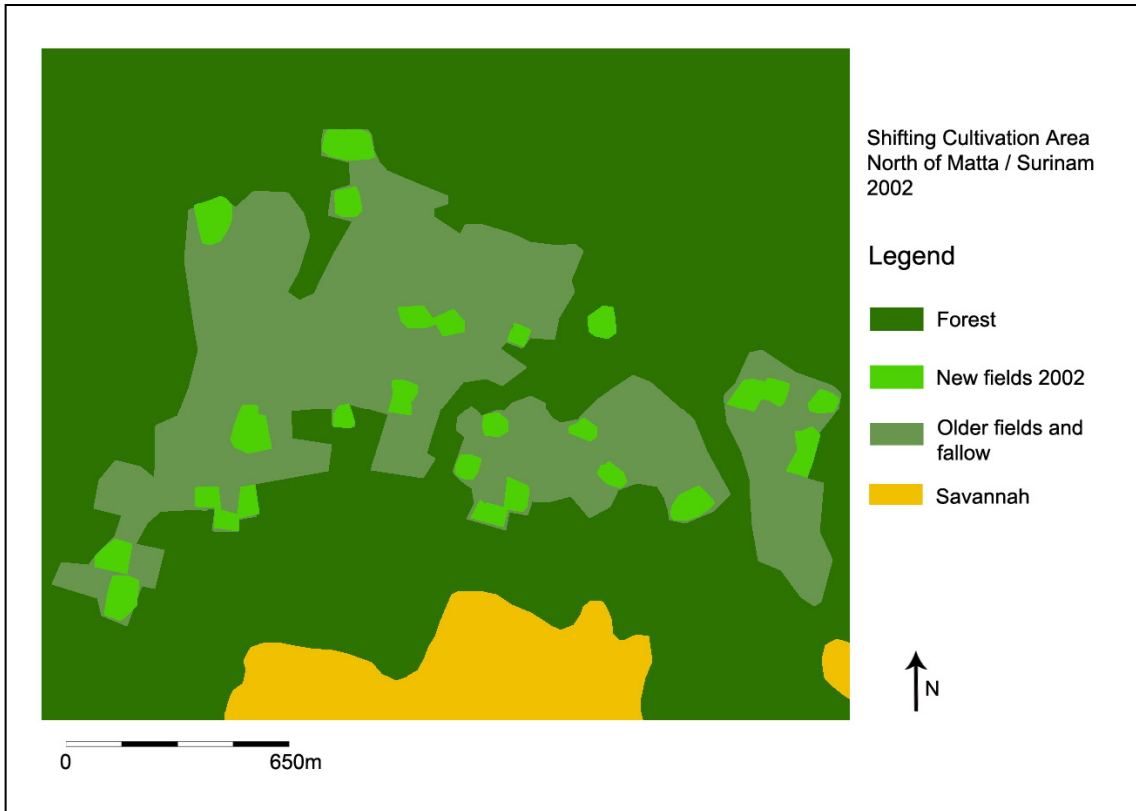 Shifting Cultivation Area
North of Matta / Surinam
2002
Legend
Forest
New fields 2002
Older fields and
fallow
Savannah
N
0 650m